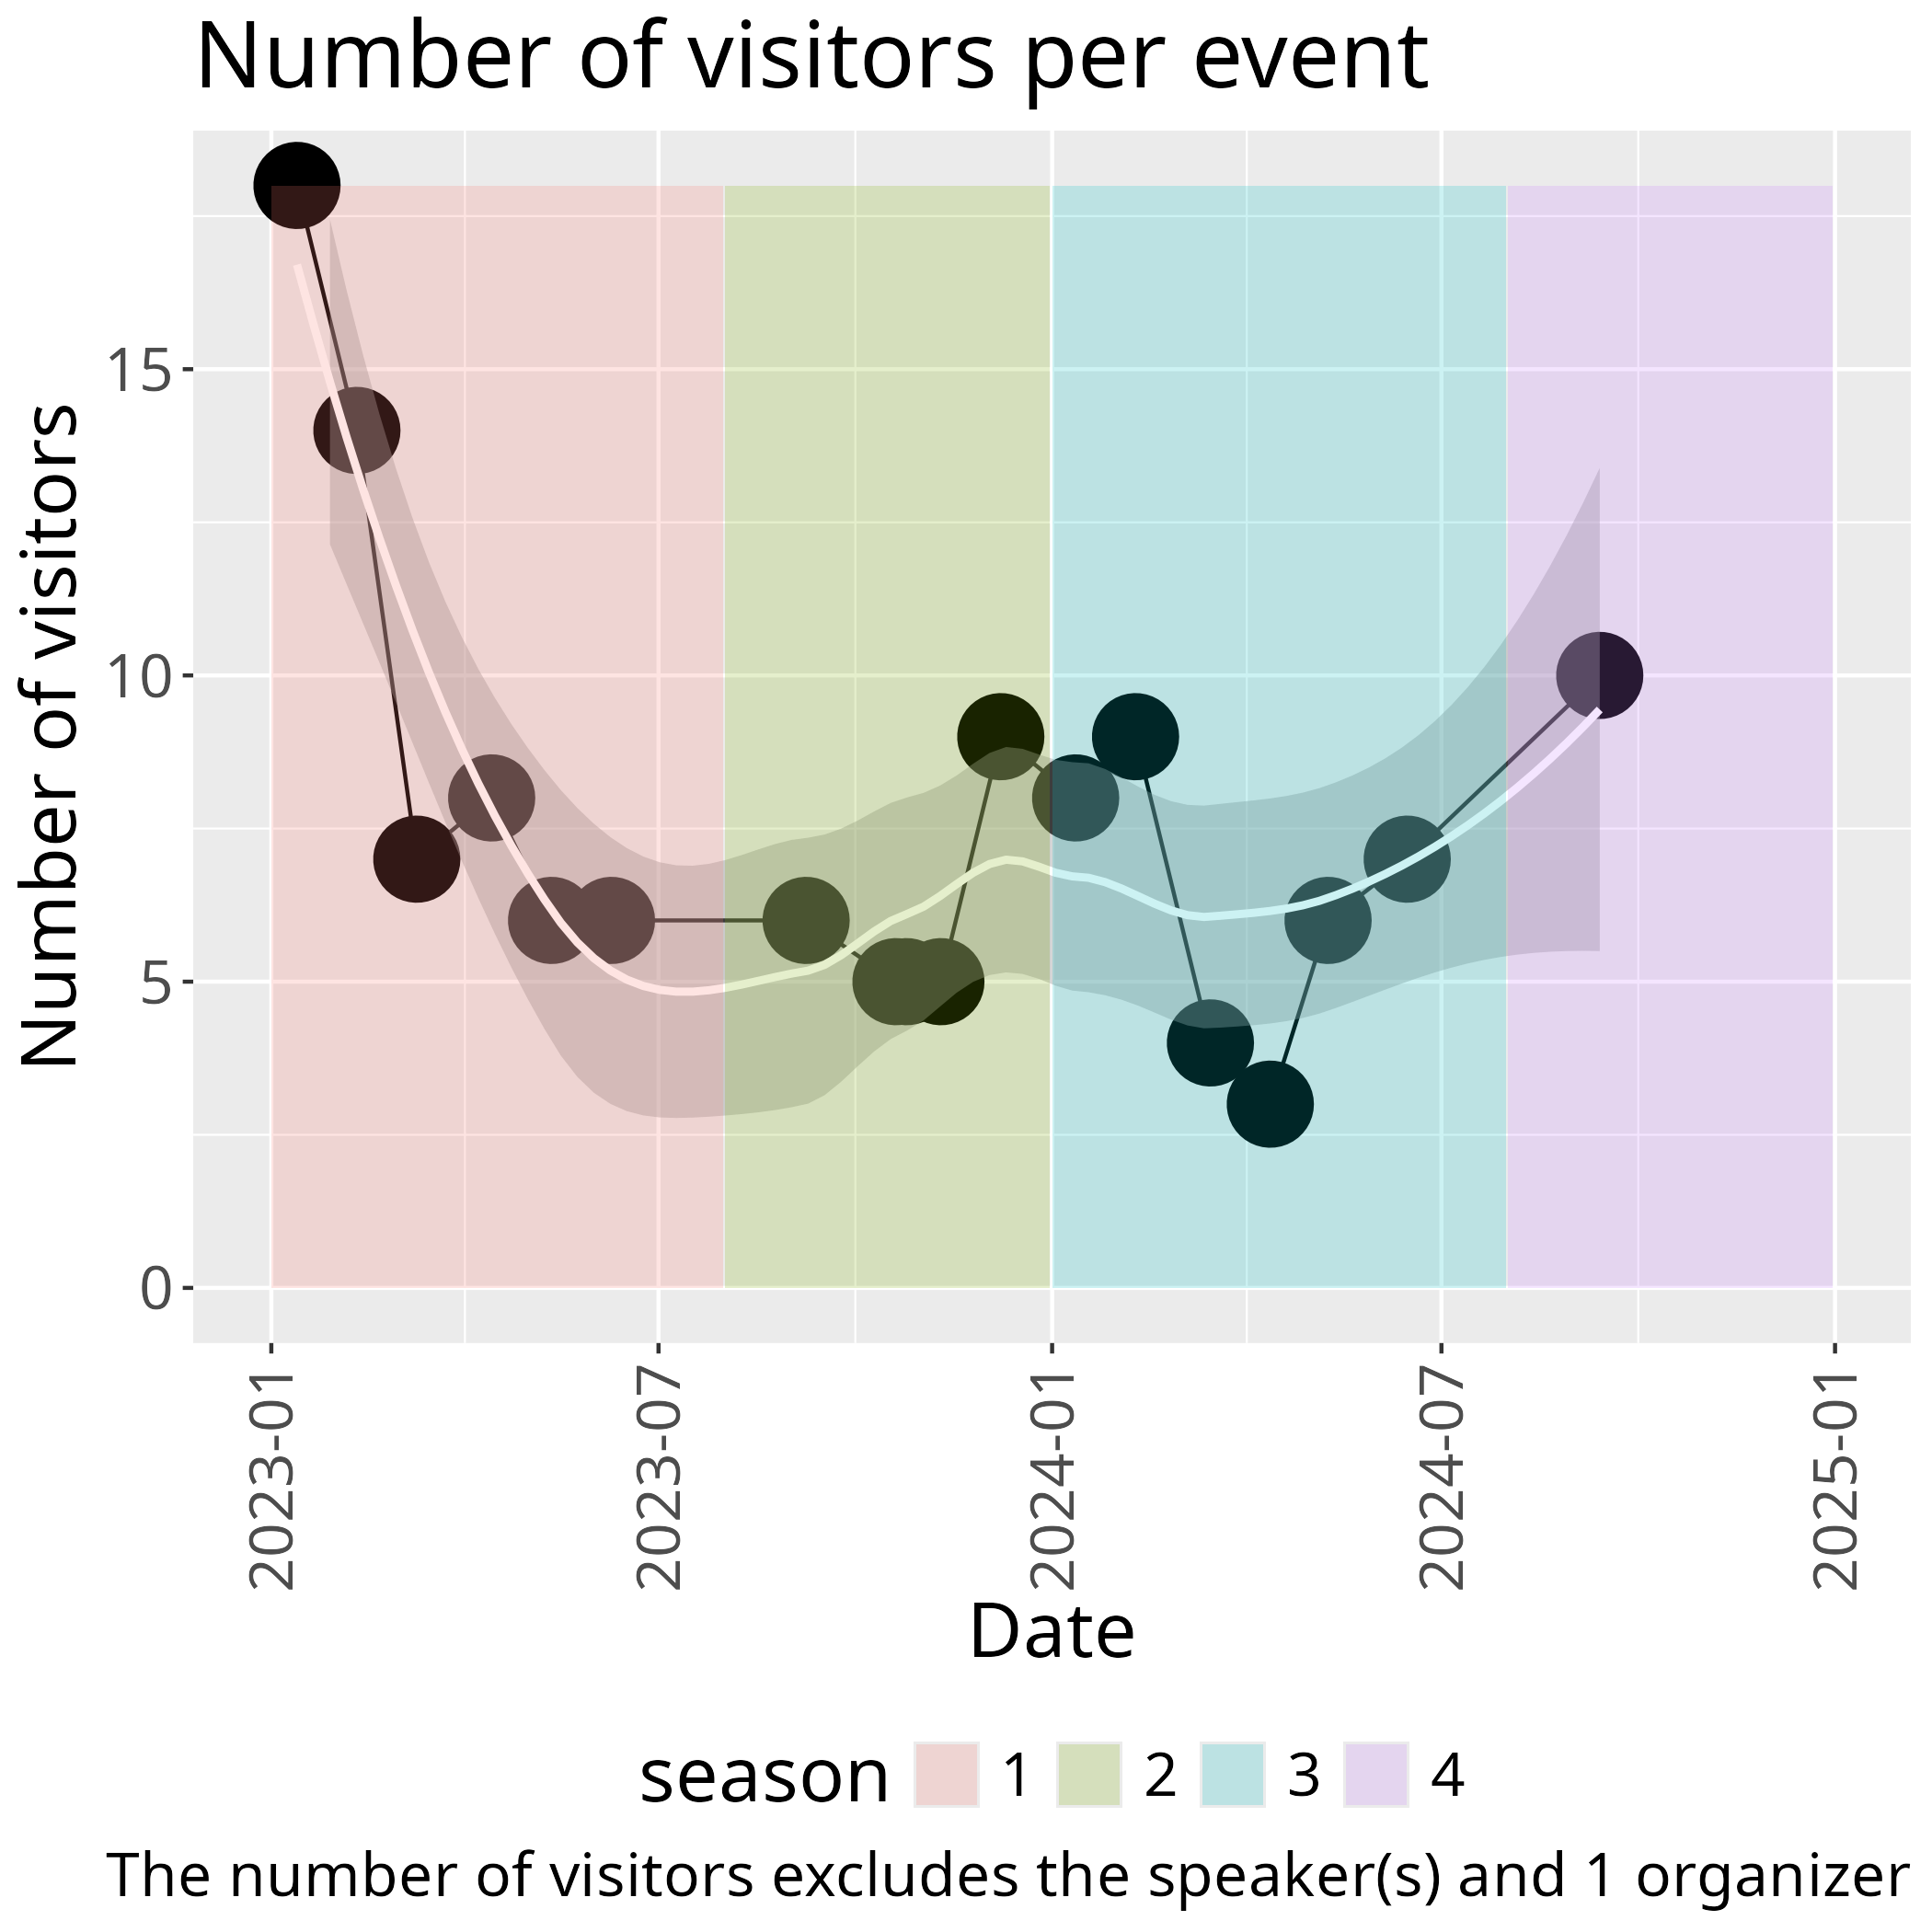 Number of visitors per event
Number of visitors
15
10
5
0
2023-01
2023-07
2024-01
2024-07
2025-01
Date
season 1 2 3 4
The number of visitors excludes the speaker(s) and 1 organizer